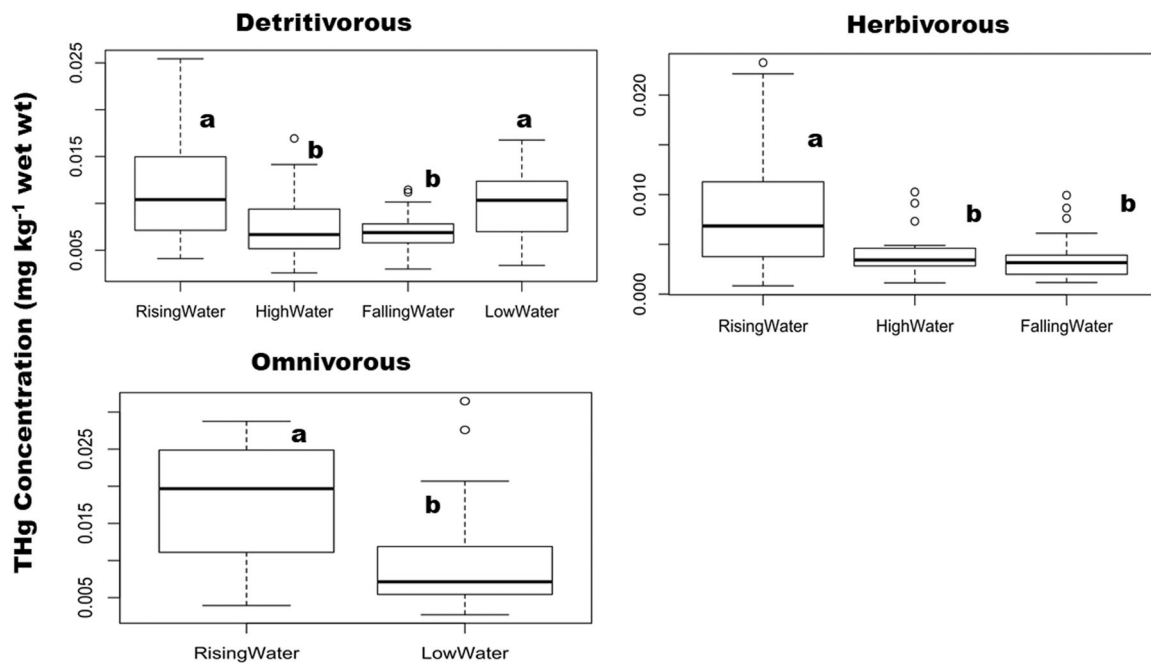 Detritivorous
0.025
0.015
0.005
a
b
b
a
RisingWater HighWater FallingWater LowWater
Herbivorous
0.020
0.010
0.000
a
b
b
RisingWater HighWater FallingWater
THg Concentration (mg kg⁻¹ wet wt)
Omnivorous
0.025
0.015
0.005
a
b
RisingWater LowWater